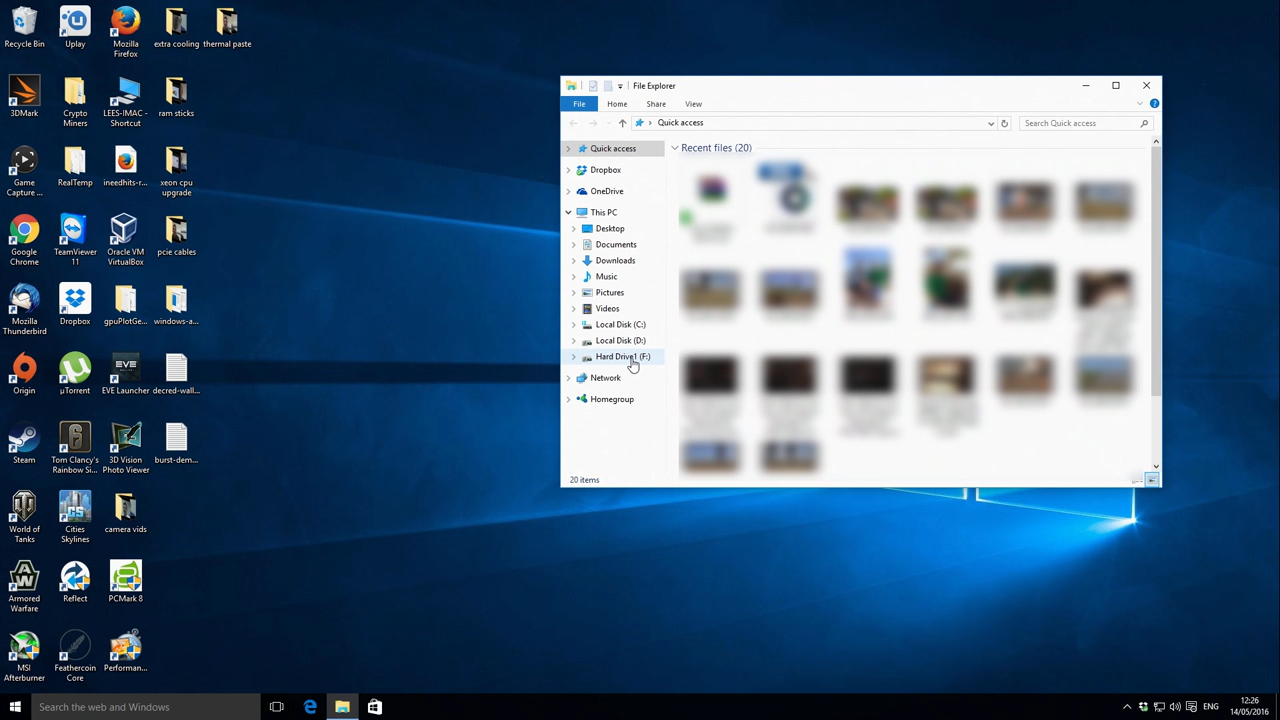 Recycle Bin
Uplay
Mozilla
Firefox
extra cooling
thermal paste
3DMark
Crypto
Miners
LEES-IMAC -
Shortcut
ram sticks
Game
Capture ...
RealTemp
ineedhits-r...
xeon cpu
upgrade
Google
Chrome
TeamViewer
11
Oracle VM
VirtualBox
pcie cables
Mozilla
Thunderbird
Dropbox
gpuPlotGe...
windows-a...
Origin
µTorrent
EVE Launcher
decred-wall...
Steam
Tom Clancy's
Rainbow Si...
3D Vision
Photo Viewer
burst-dem...
World of
Tanks
Cities
Skylines
camera vids
Armored
Warfare
Reflect
PCMark 8
MSI
Afterburner
Feathercoin
Core
Performan...
File Explorer
File
Home
Share
View
Quick access
Search Quick access
Quick access
Dropbox
OneDrive
This PC
Desktop
Documents
Downloads
Music
Pictures
Videos
Local Disk (C:)
Local Disk (D:)
Hard Drive1 (F:)
Network
Homegroup
Recent files (20)
20 items
Search the web and Windows
ENG
12:26
14/05/2016